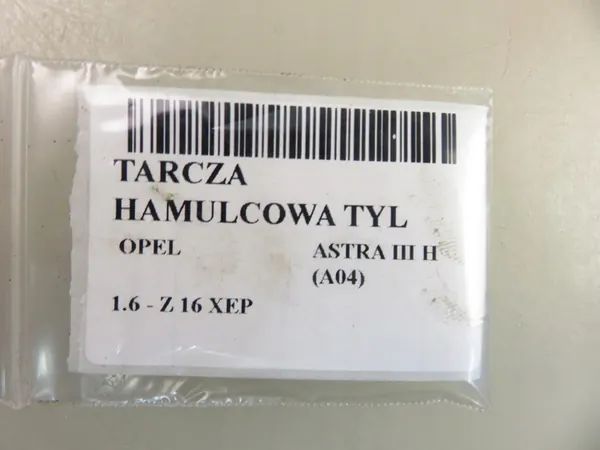 TARCZA
HAMULCOWA TYL
OPEL ASTRA III H
(A04)
1.6 - Z 16 XEP